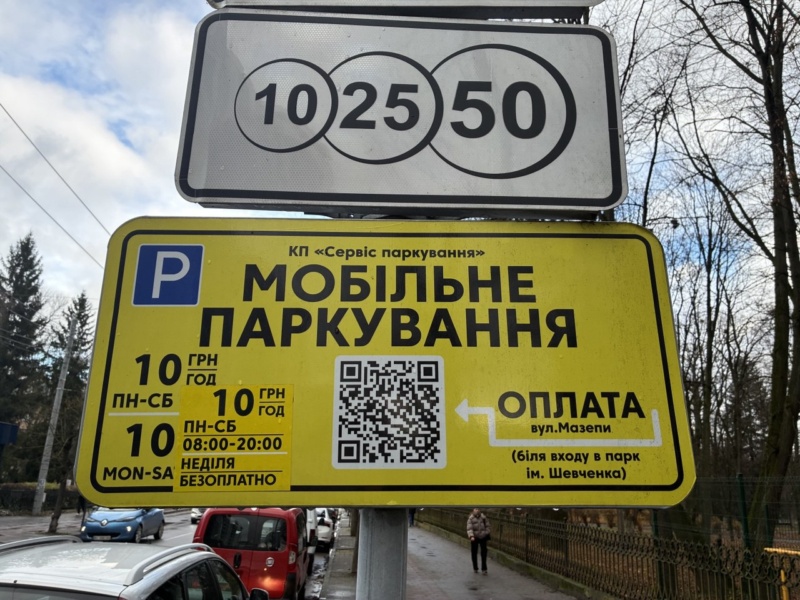 10 25 50
P
КП «Сервіс паркування»
МОБІЛЬНЕ
ПАРКУВАННЯ
10 ГРН
ГОД
ПН-СБ
10
MON-SA
10 ГРН
ГОД
ПН-СБ
08:00-20:00
НЕДІЛЯ
БЕЗОПЛАТНО
ОПЛАТА
вул.Мазепи
(біля входу в парк
ім. Шевченка)